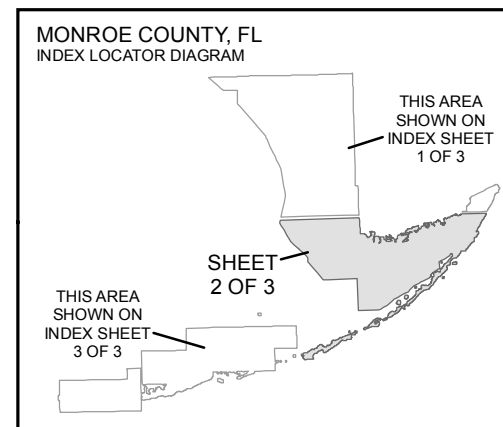 MONROE COUNTY, FL
INDEX LOCATOR DIAGRAM
THIS AREA
SHOWN ON
INDEX SHEET
1 OF 3
SHEET
2 OF 3
THIS AREA
SHOWN ON
INDEX SHEET
3 OF 3